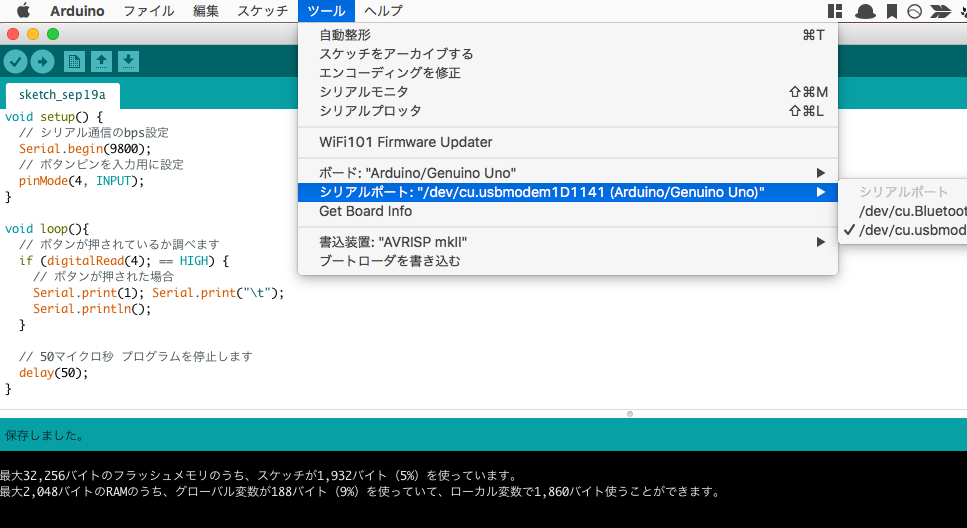 Arduino ファイル 編集 スケッチ ツール ヘルプ
自動整形 ⌘T
スケッチをアーカイブする
エンコーディングを修正
シリアルモニタ ⇧⌘M
シリアルプロッタ ⇧⌘L
WiFi101 Firmware Updater
ボード: "Arduino/Genuino Uno"
シリアルポート: "/dev/cu.usbmodem1D1141 (Arduino/Genuino Uno)"
Get Board Info
書込装置: "AVRISP mkII"
ブートローダを書き込む
シリアルポート
/dev/cu.Bluetoot
✓ /dev/cu.usbmod
sketch_sep19a
void setup() {
// シリアル通信のbps設定
Serial.begin(9800);
// ボタンピンを入力用に設定
pinMode(4, INPUT);
}
void loop(){
// ボタンが押されているか調べます
if (digitalRead(4); == HIGH) {
// ボタンが押された場合
Serial.print(1); Serial.print("\t");
Serial.println();
}
// 50マイクロ秒 プログラムを停止します
delay(50);
}
保存しました。
最大32,256バイトのフラッシュメモリのうち、スケッチが1,932バイト（5%）を使っています。
最大2,048バイトのRAMのうち、グローバル変数が188バイト（9%）を使っていて、ローカル変数で1,860バイト使うことができます。